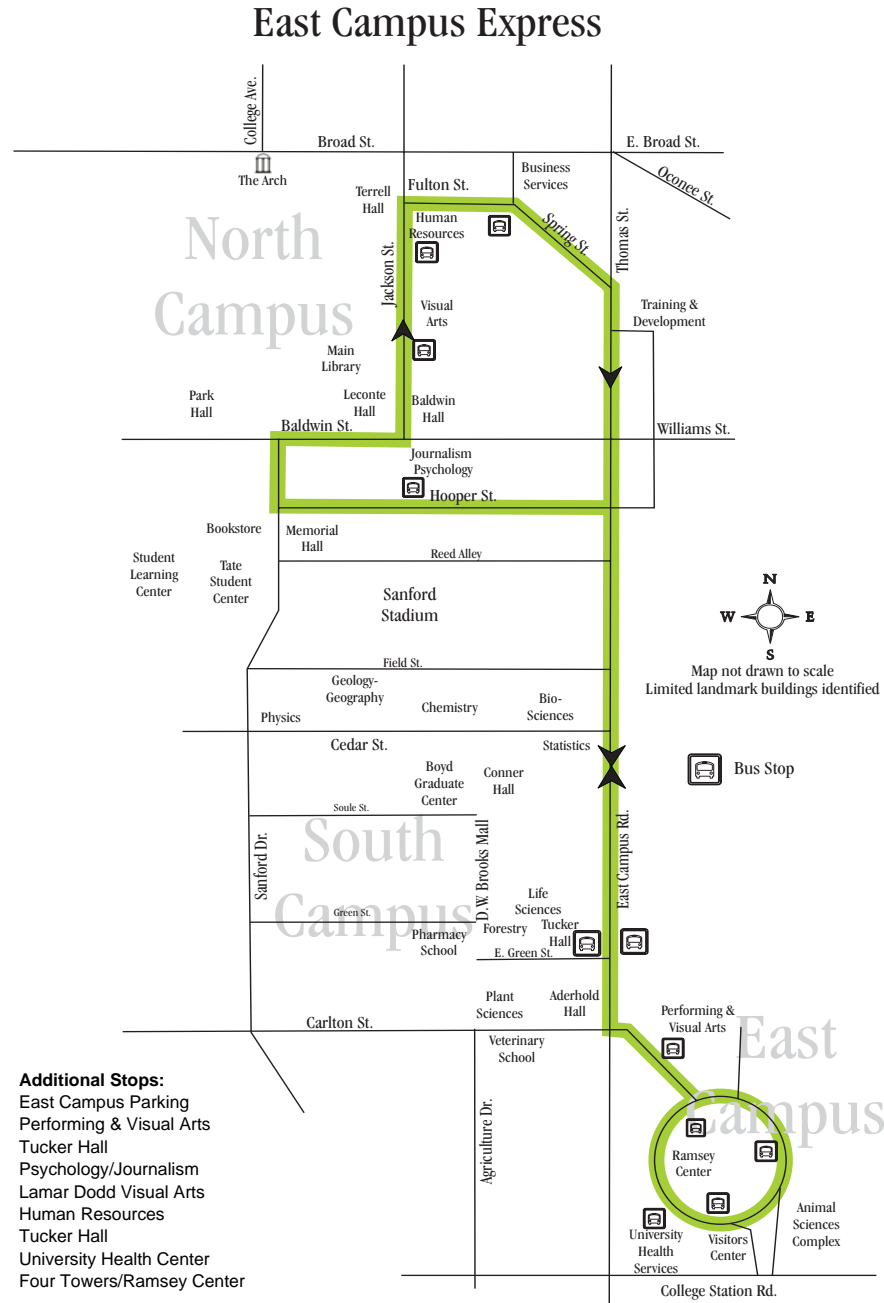 East Campus Express
College Ave.
Broad St.
E. Broad St.
The Arch
Oconee St.
Business
Services
Terrell
Hall
Fulton St.
Human
Resources
Spring St.
Thomas St.
North
Campus
Jackson St.
Visual
Arts
Training &
Development
Main
Library
Park
Hall
Leconte
Hall
Baldwin
Hall
Baldwin St.
Williams St.
Journalism
Psychology
Hooper St.
Bookstore
Memorial
Hall
Student
Learning
Center
Tate
Student
Center
Reed Alley
Sanford
Stadium
N
W
E
S
Map not drawn to scale
Limited landmark buildings identified
Field St.
Geology-
Geography
Physics
Chemistry
Bio-
Sciences
Cedar St.
Statistics
Boyd
Graduate
Center
Conner
Hall
Bus Stop
Soule St.
South
Campus
Sanford Dr.
D.W. Brooks Mall
East Campus Rd.
Life
Sciences
Green St.
Forestry
Tucker
Hall
Pharmacy
School
E. Green St.
Plant
Sciences
Aderhold
Hall
Carlton St.
Veterinary
School
Performing &
Visual Arts
East
Campus
Agriculture Dr.
Ramsey
Center
University
Health
Services
Visitors
Center
Animal
Sciences
Complex
College Station Rd.
Additional Stops:
East Campus Parking
Performing & Visual Arts
Tucker Hall
Psychology/Journalism
Lamar Dodd Visual Arts
Human Resources
Tucker Hall
University Health Center
Four Towers/Ramsey Center